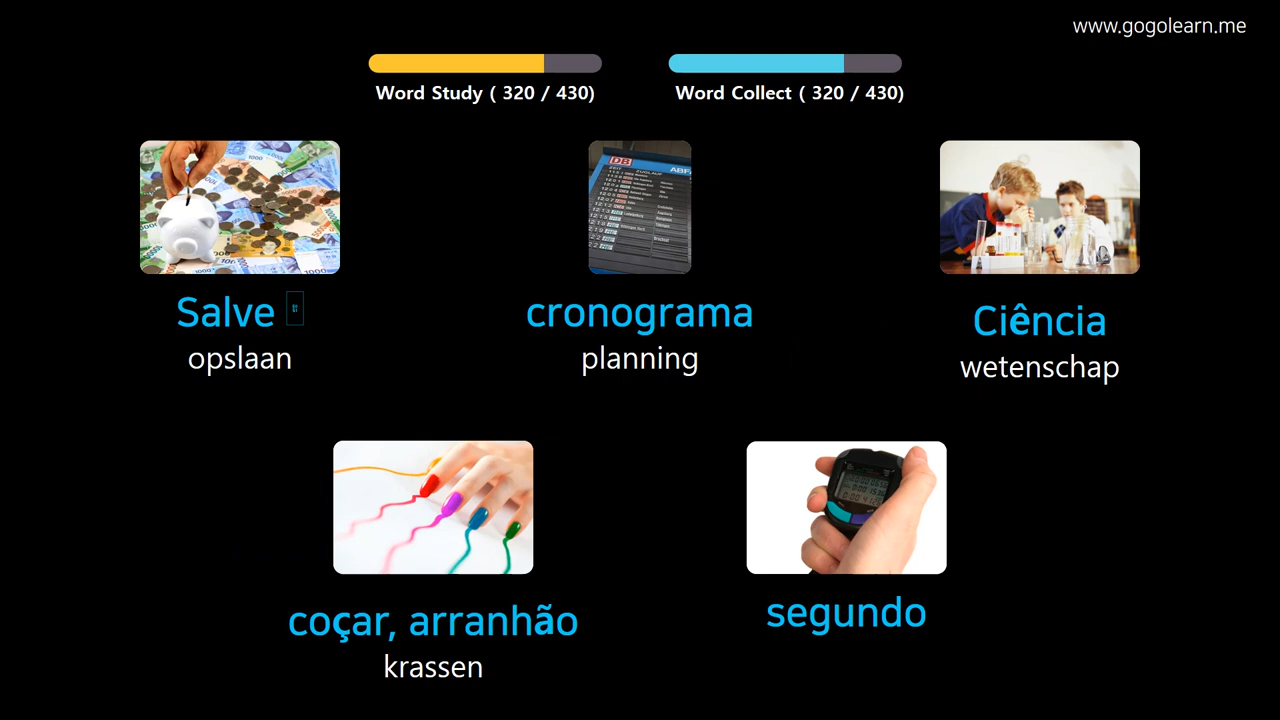 www.gogolearn.me
Word Study ( 320 / 430)
Word Collect ( 320 / 430)
DB
Salve
opslaan
cronograma
planning
Ciência
wetenschap
coçar, arranhão
krassen
segundo